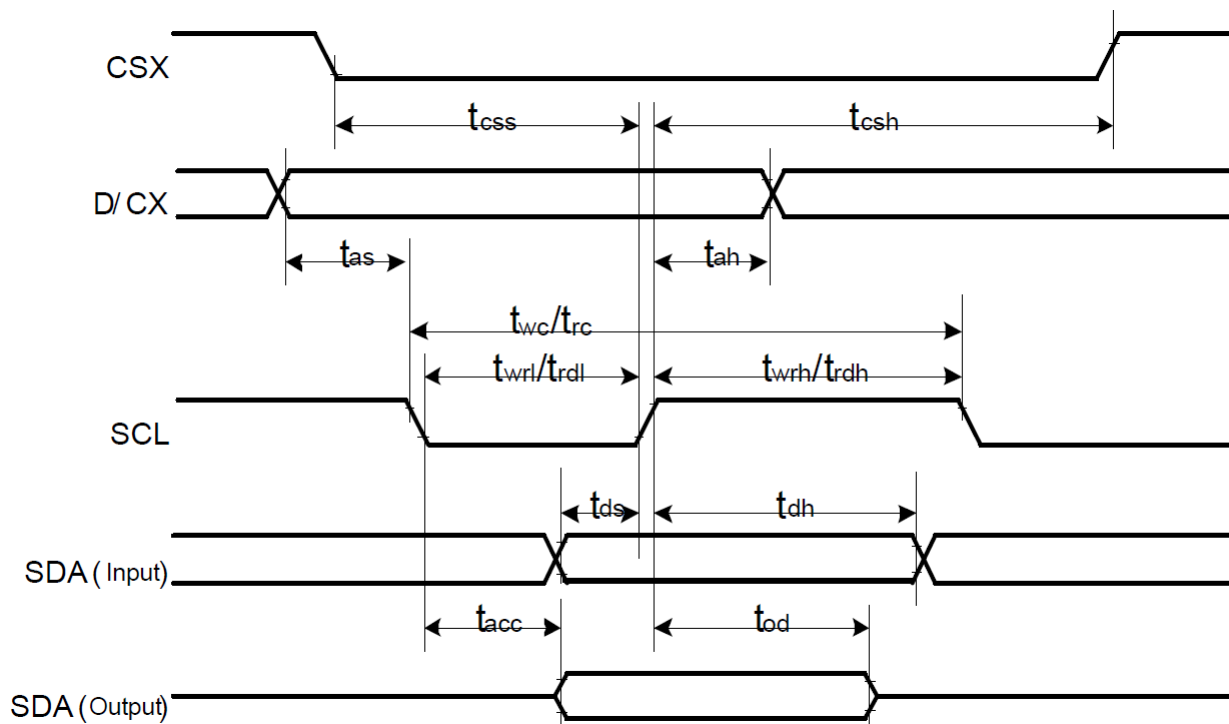 CSX
tcss tcsh
D/ CX
tas tah
twc/trc
twrl/trdl twrh/trdh
SCL
tds tdh
SDA ( Input)
tacc tod
SDA (Output)